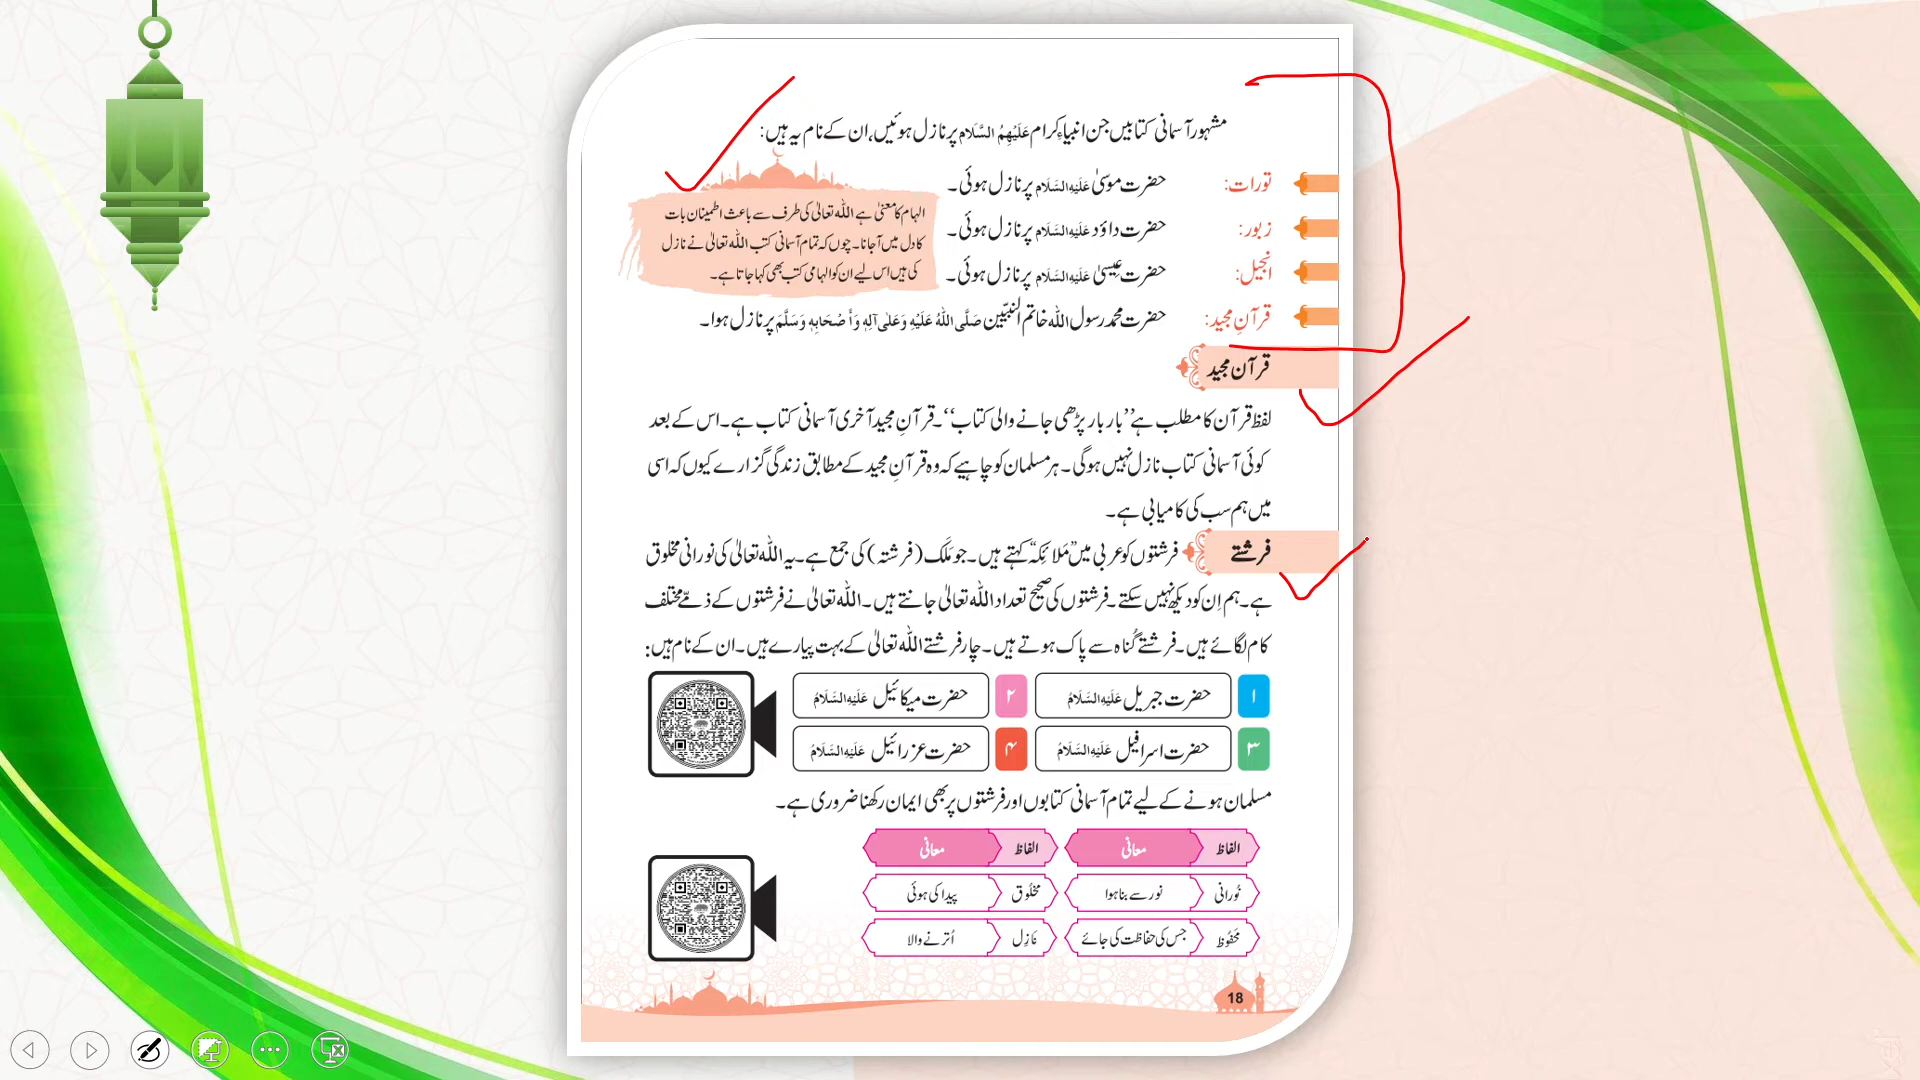 مشہور آسمانی کتابیں جن انبیاءِ کرام عَلَیْہِمُ السَّلَام پر نازل ہوئیں، ان کے نام یہ ہیں:
تورات: حضرت موسیٰ عَلَیْہِ السَّلَام پر نازل ہوئی۔
زبور: حضرت داؤد عَلَیْہِ السَّلَام پر نازل ہوئی۔
انجیل: حضرت عیسیٰ عَلَیْہِ السَّلَام پر نازل ہوئی۔
قرآنِ مجید: حضرت محمد رسول اللہ خاتم النبیّین صَلَّی اللہُ عَلَیْہِ وَعَلٰی آلِہٖ وَاَصْحَابِہٖ وَسَلَّمَ پر نازل ہوا۔
الہام کا معنیٰ ہے اللہ تعالیٰ کی طرف سے باعث اطمینان بات
کا دل میں آجانا۔ چوں کہ تمام آسمانی کتب اللہ تعالیٰ نے نازل
کی ہیں اس لیے ان کو الہامی کتب بھی کہا جاتا ہے۔
قرآن مجید
لفظ قرآن کا مطلب ہے ”بار بار پڑھی جانے والی کتاب“۔ قرآنِ مجید آخری آسمانی کتاب ہے۔ اس کے بعد
کوئی آسمانی کتاب نازل نہیں ہوگی۔ ہر مسلمان کو چاہیے کہ وہ قرآنِ مجید کے مطابق زندگی گزارے کیوں کہ اسی
میں ہم سب کی کامیابی ہے۔
فرشتے فرشتوں کو عربی میں ”مَلَائِکہ“ کہتے ہیں۔ جو مَلَک (فرشتہ) کی جمع ہے۔ یہ اللہ تعالیٰ کی نورانی مخلوق
ہے۔ ہم اِن کو دیکھ نہیں سکتے۔ فرشتوں کی صحیح تعداد اللہ تعالیٰ جانتے ہیں۔ اللہ تعالیٰ نے فرشتوں کے ذمّے مختلف
کام لگائے ہیں۔ فرشتے گُناہ سے پاک ہوتے ہیں۔ چار فرشتے اللہ تعالیٰ کے بہت پیارے ہیں۔ ان کے نام ہیں:
۱ حضرت جبریل عَلَیْہِ السَّلَامُ ۲ حضرت میکائیل عَلَیْہِ السَّلَامُ
۳ حضرت اسرافیل عَلَیْہِ السَّلَامُ ۴ حضرت عزرائیل عَلَیْہِ السَّلَامُ
مسلمان ہونے کے لیے تمام آسمانی کتابوں اور فرشتوں پر بھی ایمان رکھنا ضروری ہے۔
الفاظ معانی الفاظ معانی
نُورانی نور سے بنا ہوا مخلُوق پیدا کی ہوئی
مَحفُوظ جس کی حفاظت کی جائے نَازِل اُترنے والا
18